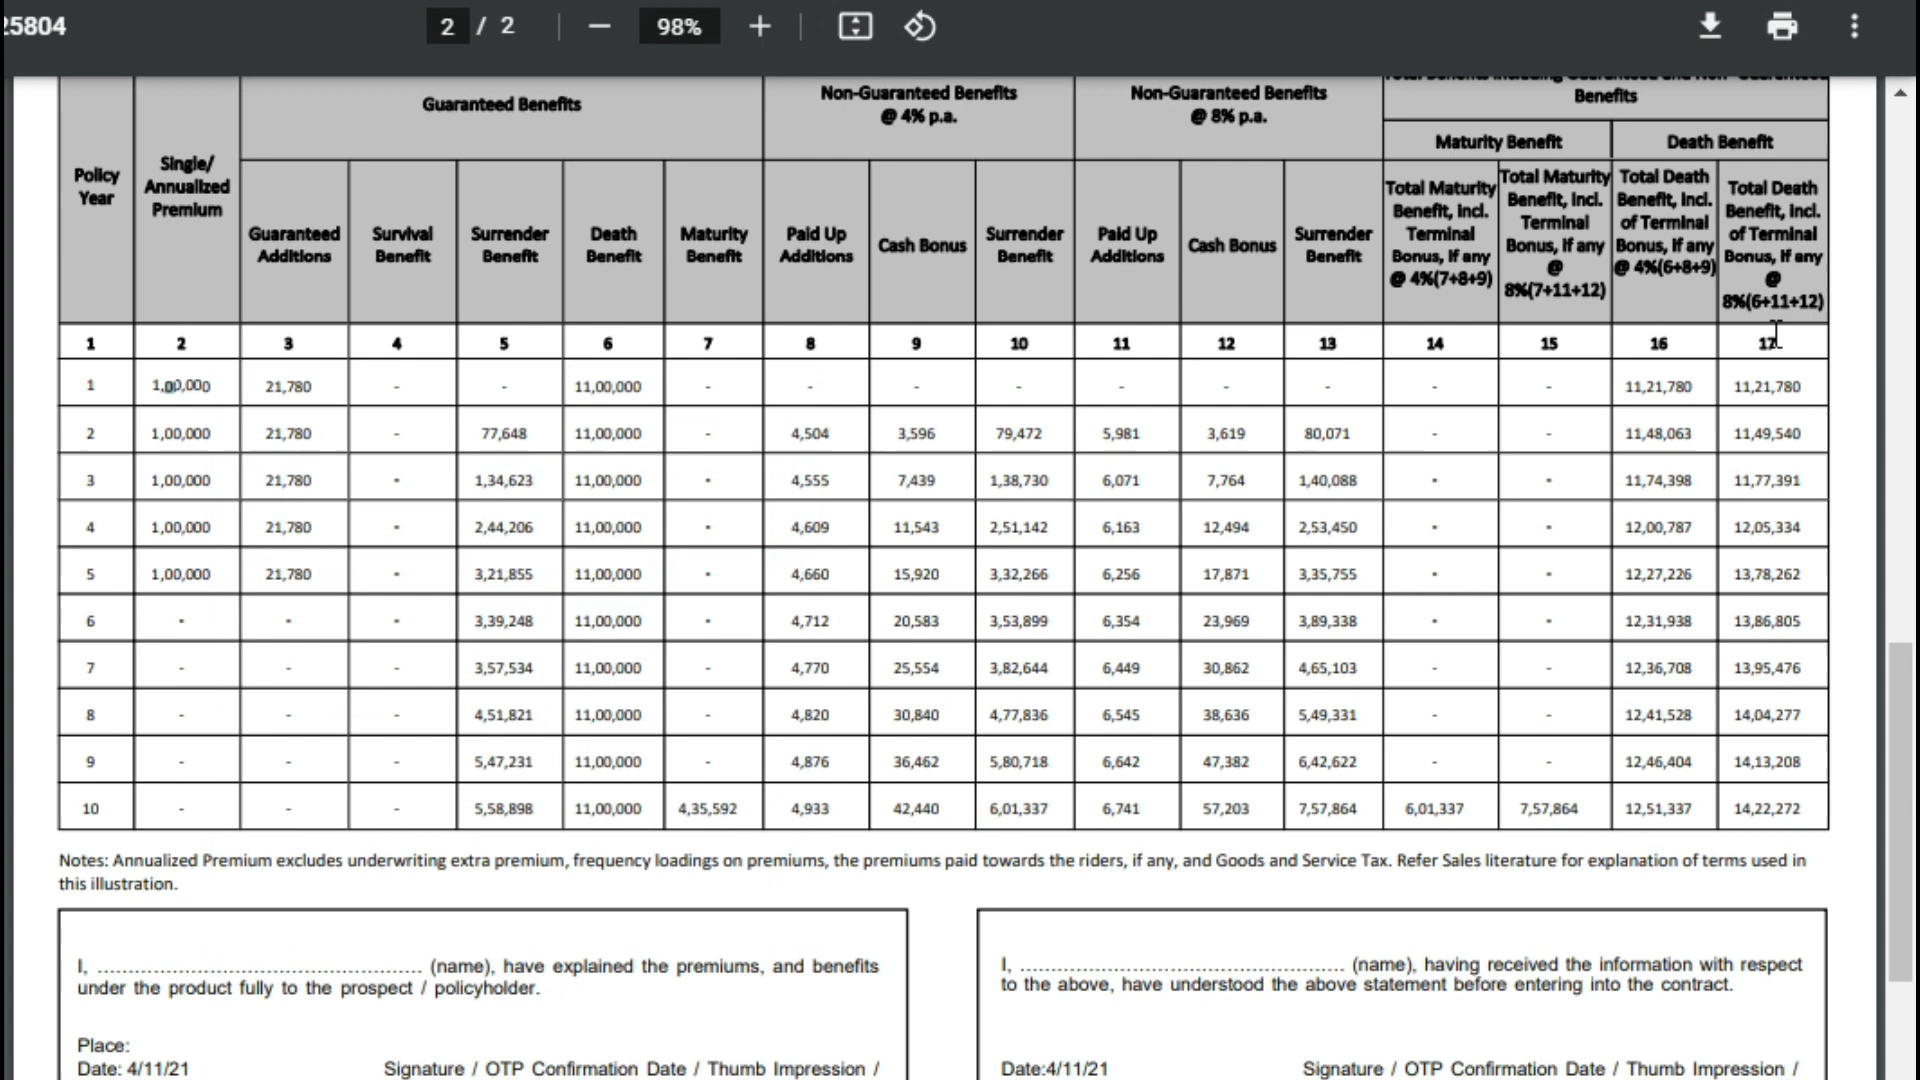 25804 2 / 2 98%
Total Benefits Including Guaranteed and Non- Guaranteed Benefits
Guaranteed Benefits
Non-Guaranteed Benefits @ 4% p.a.
Non-Guaranteed Benefits @ 8% p.a.
Maturity Benefit Death Benefit
Policy Year
Single/ Annualized Premium
Guaranteed Additions
Survival Benefit
Surrender Benefit
Death Benefit
Maturity Benefit
Paid Up Additions
Cash Bonus
Surrender Benefit
Paid Up Additions
Cash Bonus
Surrender Benefit
Total Maturity Benefit, Incl. Terminal Bonus, If any @ 4%(7+8+9)
Total Maturity Benefit, Incl. Terminal Bonus, If any @ 8%(7+11+12)
Total Death Benefit, Incl. of Terminal Bonus, If any @ 4%(6+8+9)
Total Death Benefit, Incl. of Terminal Bonus, If any @ 8%(6+11+12)
1 2 3 4 5 6 7 8 9 10 11 12 13 14 15 16 17
1 1,00,000 21,780 - - 11,00,000 - - - - - - - - - 11,21,780 11,21,780
2 1,00,000 21,780 - 77,648 11,00,000 - 4,504 3,596 79,472 5,981 3,619 80,071 - - 11,48,063 11,49,540
3 1,00,000 21,780 - 1,34,623 11,00,000 - 4,555 7,439 1,38,730 6,071 7,764 1,40,088 - - 11,74,398 11,77,391
4 1,00,000 21,780 - 2,44,206 11,00,000 - 4,609 11,543 2,51,142 6,163 12,494 2,53,450 - - 12,00,787 12,05,334
5 1,00,000 21,780 - 3,21,855 11,00,000 - 4,660 15,920 3,32,266 6,256 17,871 3,35,755 - - 12,27,226 13,78,262
6 - - - 3,39,248 11,00,000 - 4,712 20,583 3,53,899 6,354 23,969 3,89,338 - - 12,31,938 13,86,805
7 - - - 3,57,534 11,00,000 - 4,770 25,554 3,82,644 6,449 30,862 4,65,103 - - 12,36,708 13,95,476
8 - - - 4,51,821 11,00,000 - 4,820 30,840 4,77,836 6,545 38,636 5,49,331 - - 12,41,528 14,04,277
9 - - - 5,47,231 11,00,000 - 4,876 36,462 5,80,718 6,642 47,382 6,42,622 - - 12,46,404 14,13,208
10 - - - 5,58,898 11,00,000 4,35,592 4,933 42,440 6,01,337 6,741 57,203 7,57,864 6,01,337 7,57,864 12,51,337 14,22,272
Notes: Annualized Premium excludes underwriting extra premium, frequency loadings on premiums, the premiums paid towards the riders, if any, and Goods and Service Tax. Refer Sales literature for explanation of terms used in
this illustration.
I, ................................................... (name), have explained the premiums, and benefits
under the product fully to the prospect / policyholder.
Place:
Date: 4/11/21 Signature / OTP Confirmation Date / Thumb Impression /
I, ................................................... (name), having received the information with respect
to the above, have understood the above statement before entering into the contract.
Date:4/11/21 Signature / OTP Confirmation Date / Thumb Impression /